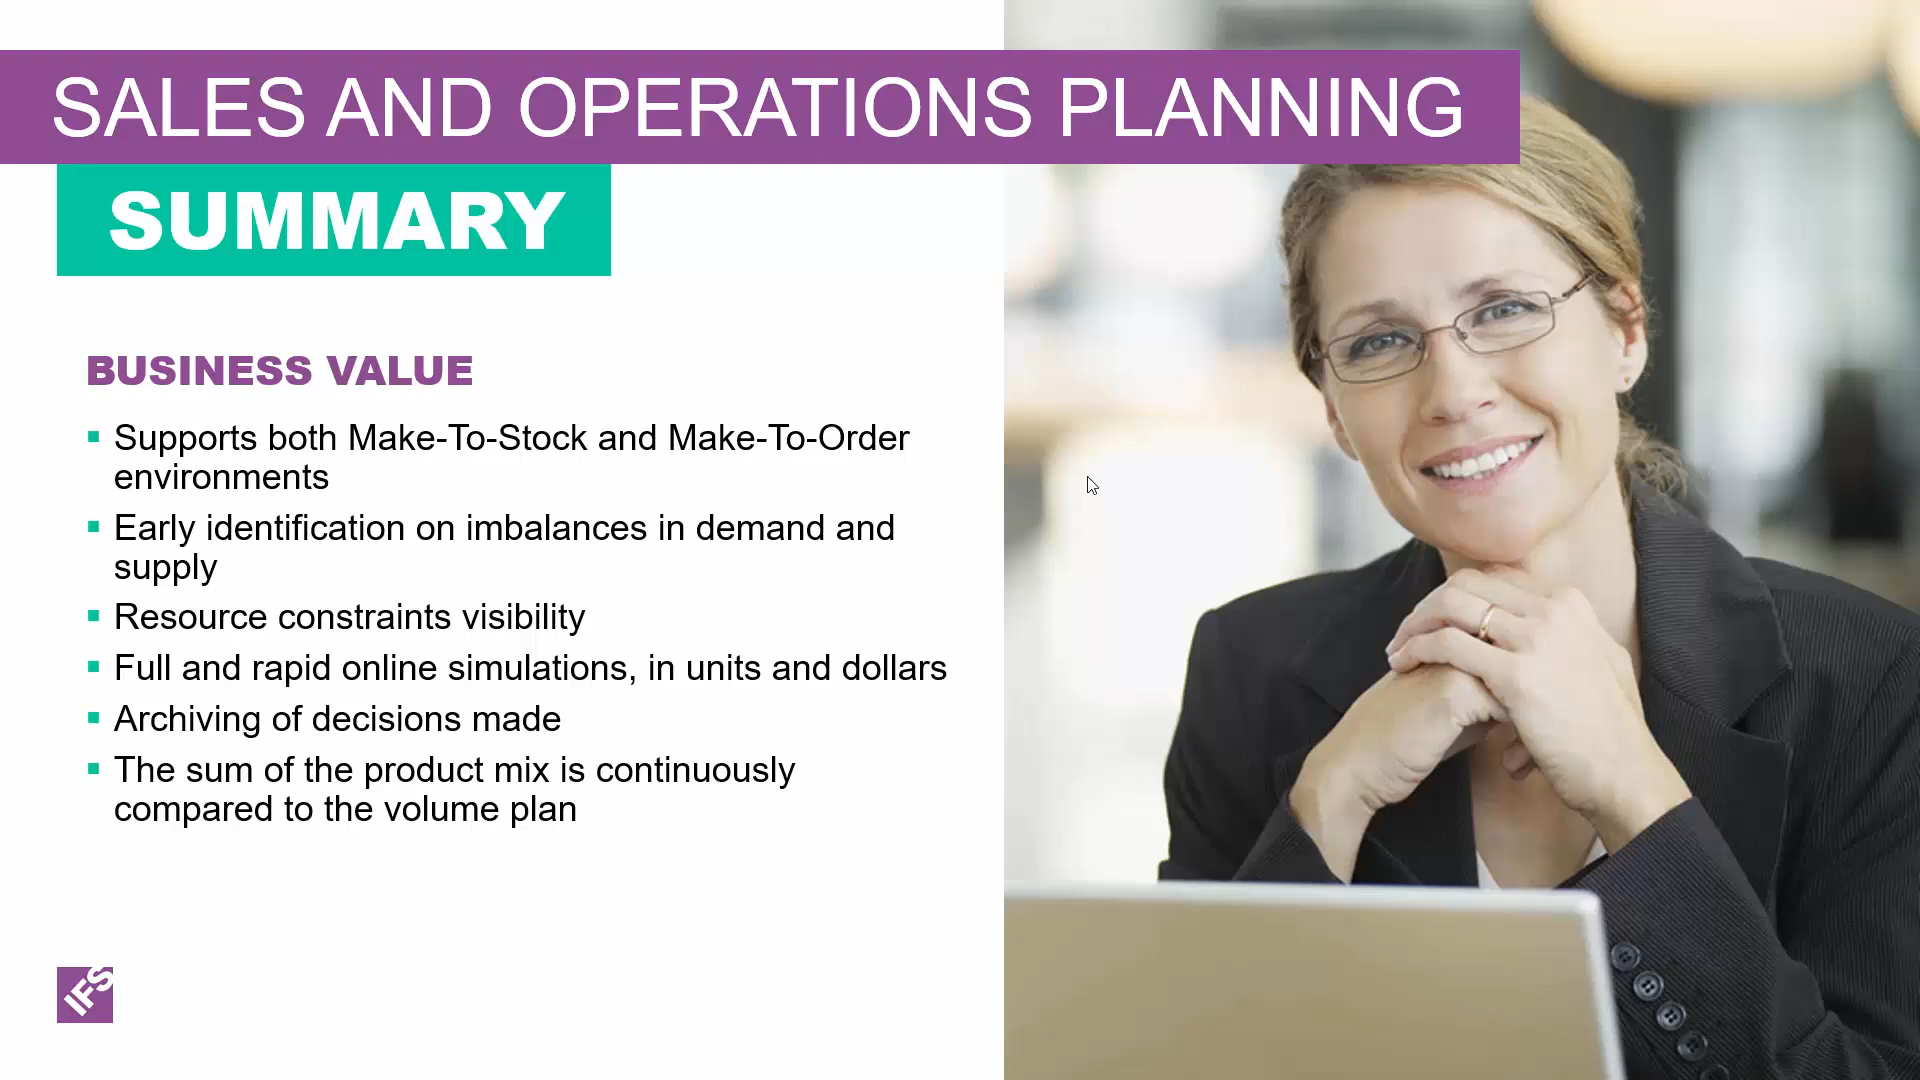 SALES AND OPERATIONS PLANNING
SUMMARY
BUSINESS VALUE
Supports both Make-To-Stock and Make-To-Order
environments
Early identification on imbalances in demand and
supply
Resource constraints visibility
Full and rapid online simulations, in units and dollars
Archiving of decisions made
The sum of the product mix is continuously
compared to the volume plan
IFS